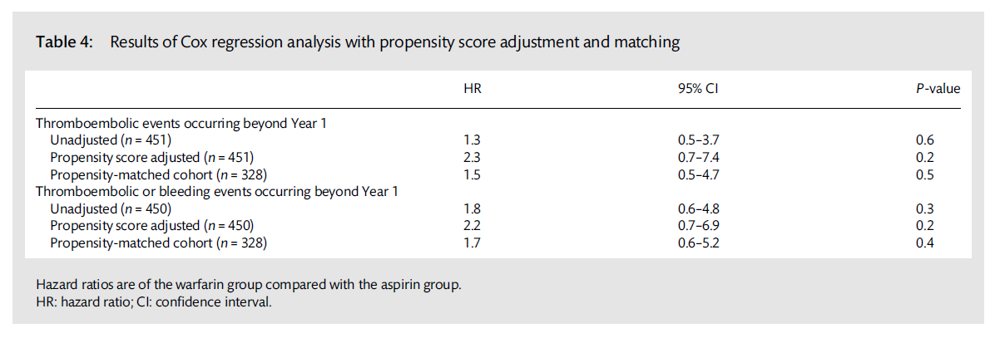 Table 4: Results of Cox regression analysis with propensity score adjustment and matching
HR 95% CI P-value
Thromboembolic events occurring beyond Year 1
Unadjusted (n = 451) 1.3 0.5–3.7 0.6
Propensity score adjusted (n = 451) 2.3 0.7–7.4 0.2
Propensity-matched cohort (n = 328) 1.5 0.5–4.7 0.5
Thromboembolic or bleeding events occurring beyond Year 1
Unadjusted (n = 450) 1.8 0.6–4.8 0.3
Propensity score adjusted (n = 450) 2.2 0.7–6.9 0.2
Propensity-matched cohort (n = 328) 1.7 0.6–5.2 0.4
Hazard ratios are of the warfarin group compared with the aspirin group.
HR: hazard ratio; CI: confidence interval.